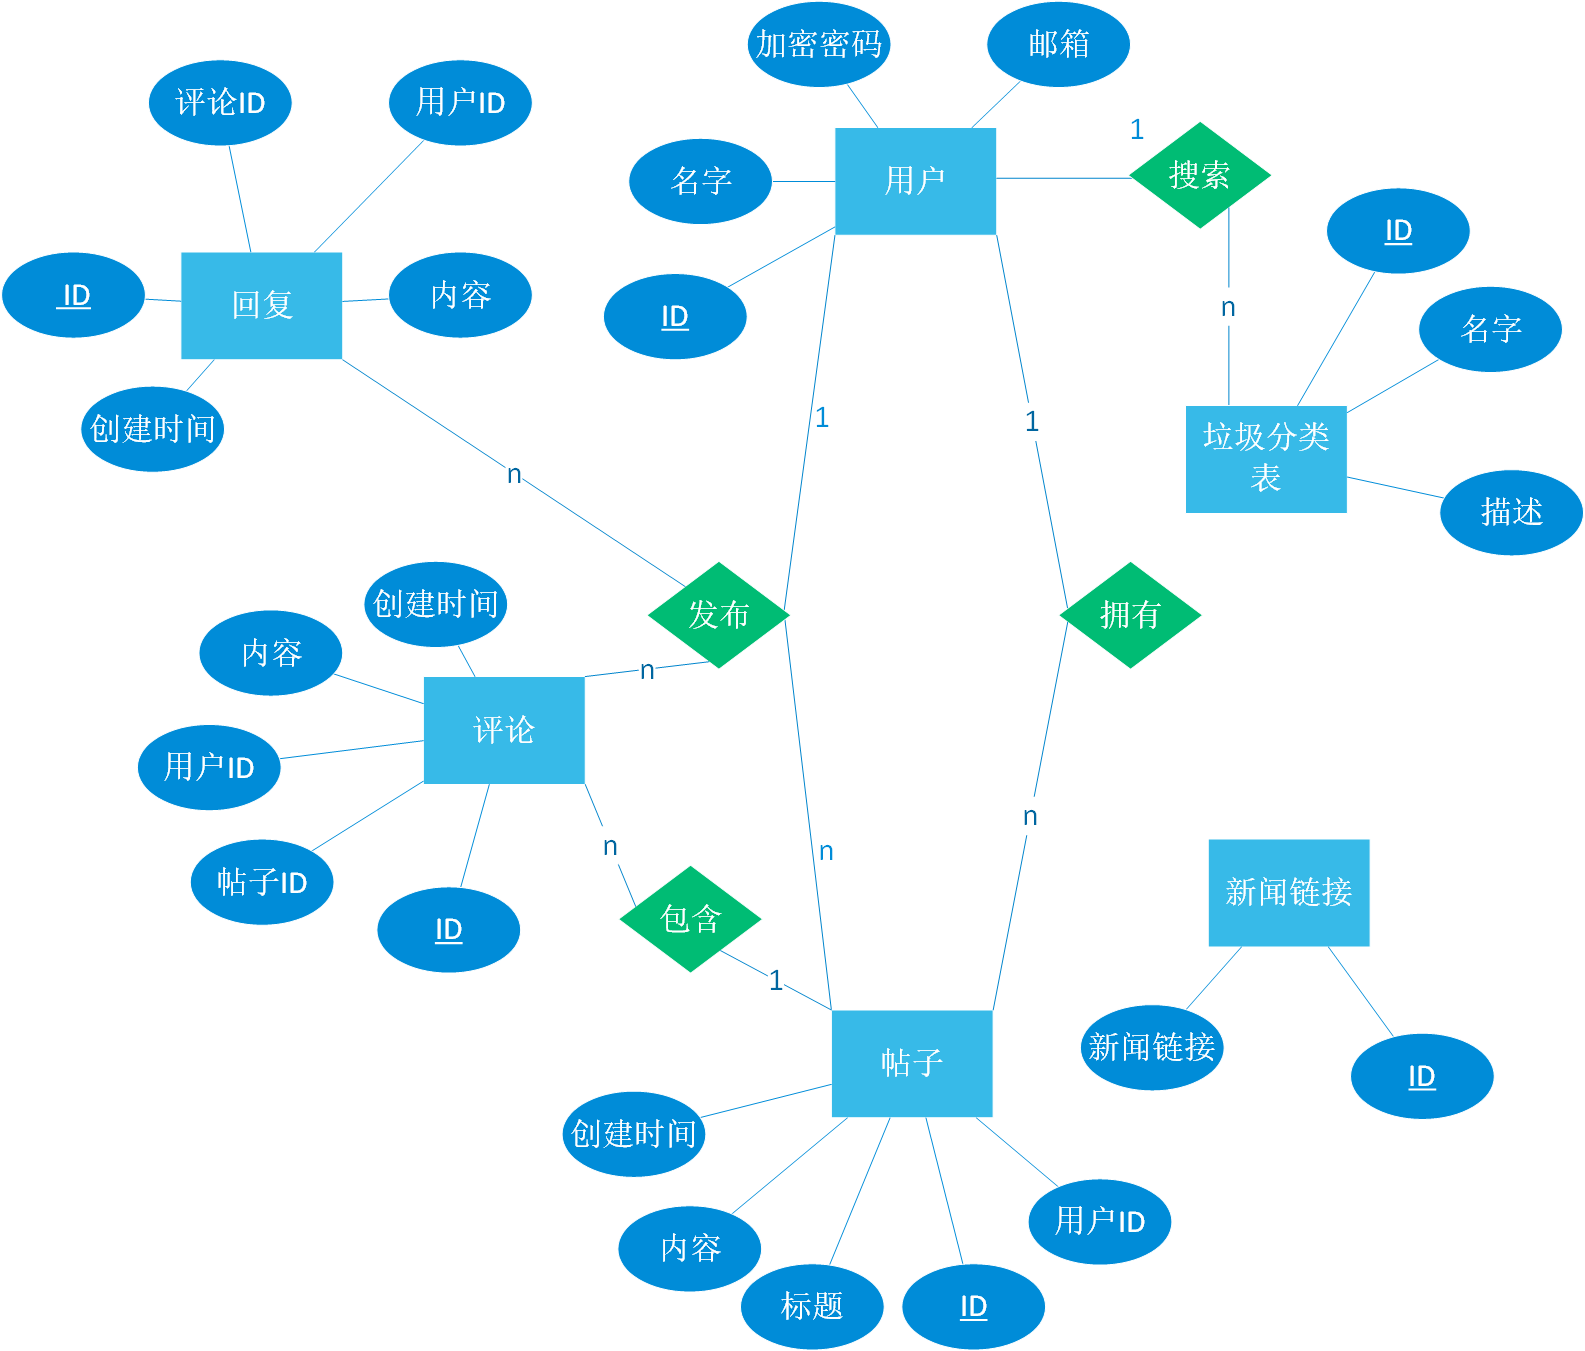 加密密码
邮箱
评论ID
用户ID
1
用户
搜索
名字
ID
ID
内容
回复
ID
n
名字
创建时间
1
1
垃圾分类
表
n
描述
创建时间
发布
拥有
内容
n
评论
用户ID
n
n
n
帖子ID
新闻链接
包含
ID
1
新闻链接
帖子
ID
创建时间
用户ID
内容
标题
ID